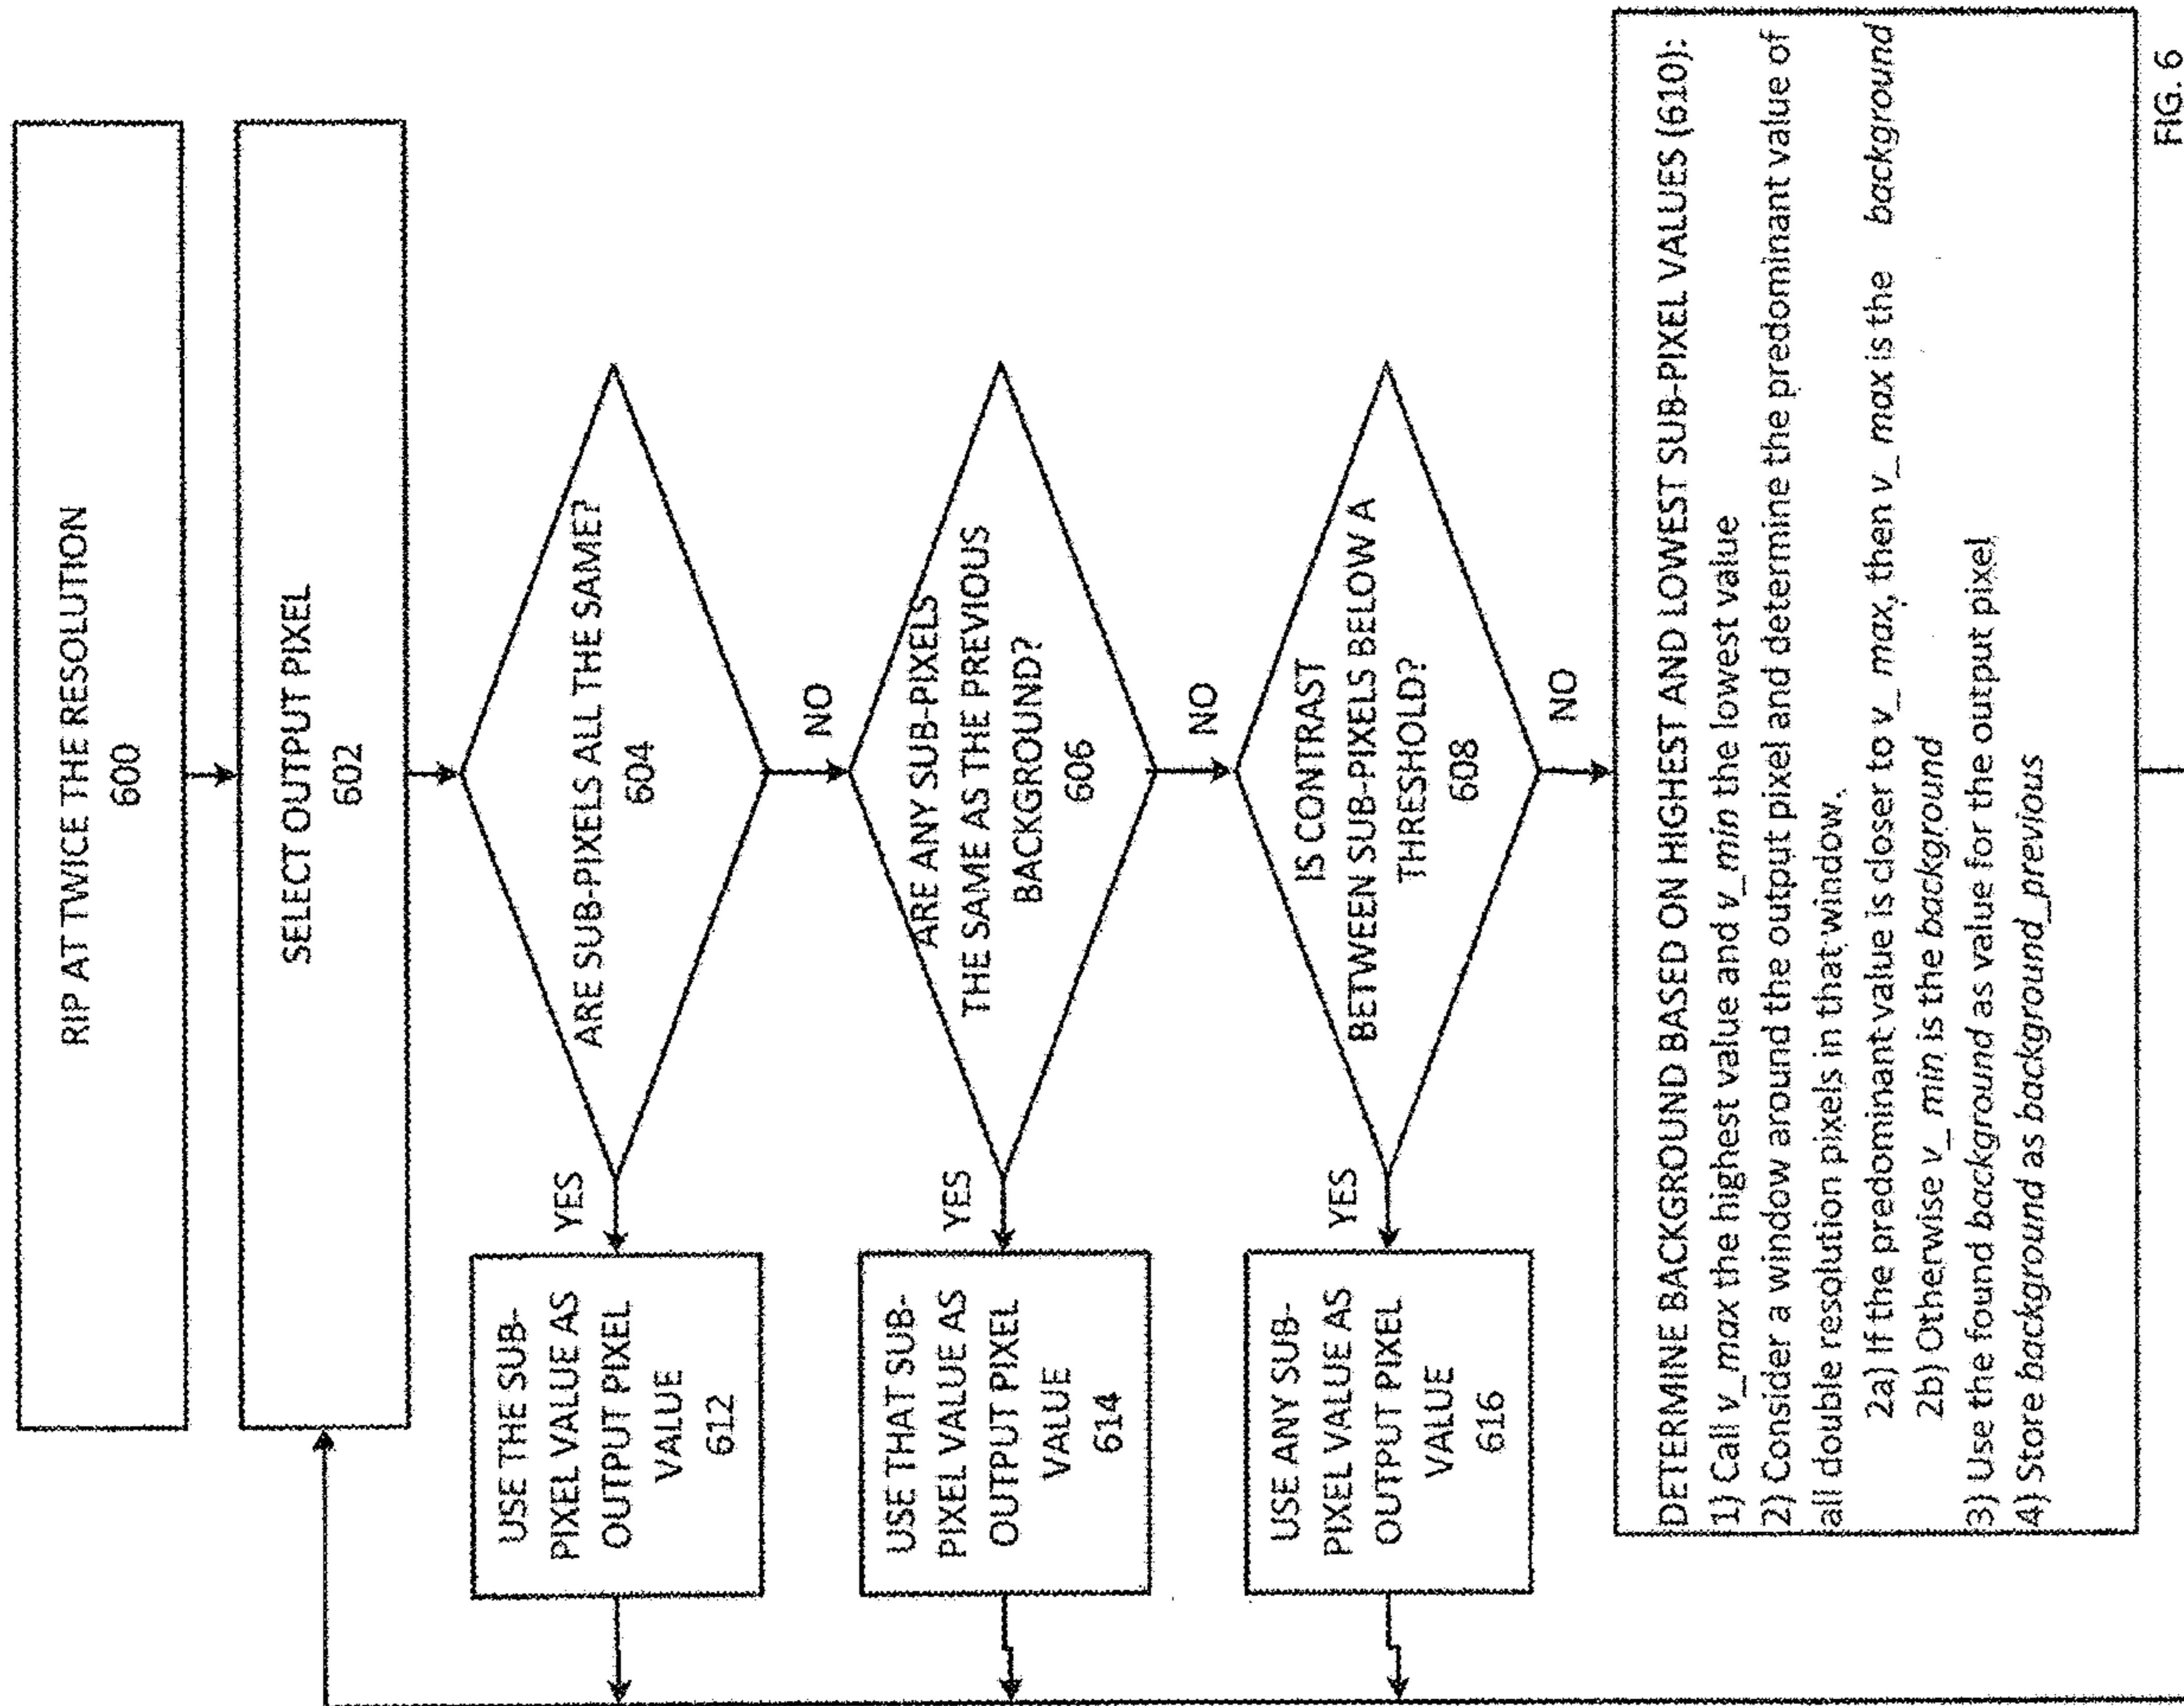 RIP AT TWICE THE RESOLUTION
600
SELECT OUTPUT PIXEL
602
ARE SUB-PIXELS ALL THE SAME?
604
YES
NO
USE THE SUB-
PIXEL VALUE AS
OUTPUT PIXEL
VALUE
612
ARE ANY SUB-PIXELS
THE SAME AS THE PREVIOUS
BACKGROUND?
606
YES
NO
USE THAT SUB-
PIXEL VALUE AS
OUTPUT PIXEL
VALUE
614
IS CONTRAST
BETWEEN SUB-PIXELS BELOW A
THRESHOLD?
608
YES
NO
USE ANY SUB-
PIXEL VALUE AS
OUTPUT PIXEL
VALUE
616
DETERMINE BACKGROUND BASED ON HIGHEST AND LOWEST SUB-PIXEL VALUES (610):
1) Call v_max the highest value and v_min the lowest value
2) Consider a window around the output pixel and determine the predominant value of
all double resolution pixels in that window.
2a) If the predominant value is closer to v_max, then v_max is the background
2b) Otherwise v_min is the background
3) Use the found background as value for the output pixel
4) Store background as background_previous
FIG. 6